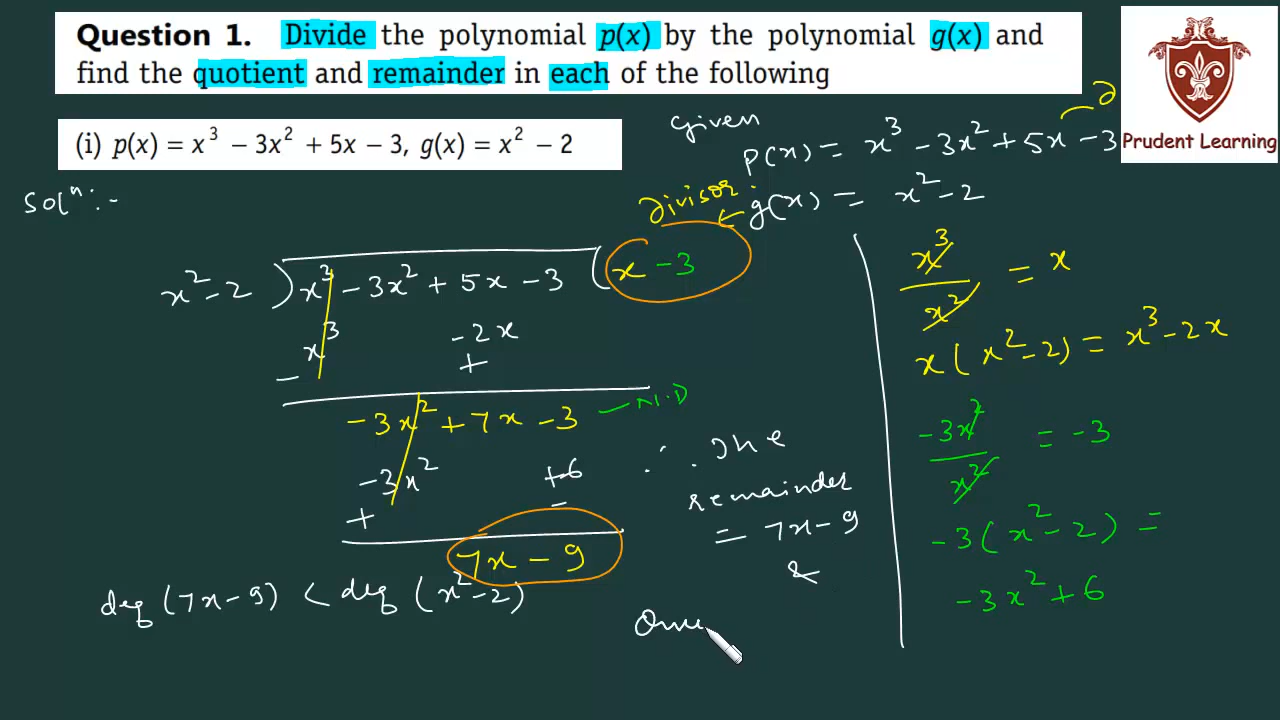 Question 1. Divide the polynomial p(x) by the polynomial g(x) and
find the quotient and remainder in each of the following
Prudent Learning
(i) p(x) = x³ − 3x² + 5x − 3, g(x) = x² − 2
given
p(x) = x³ − 3x² + 5x − 3
Solⁿ :-
divisor
g(x) = x² − 2
x² − 2 ) x³ − 3x² + 5x − 3 ( x − 3
x³ − 2x
− +
− 3x² + 7x − 3 — N.D
− 3x² + 6
+ −
7x − 9
deg (7x − 9) < deg (x² − 2)
∴ The
remainder
= 7x − 9
&
x³ / x² = x
x ( x² − 2) = x³ − 2x
−3x² / x² = −3
−3 ( x² − 2 ) =
−3x² + 6